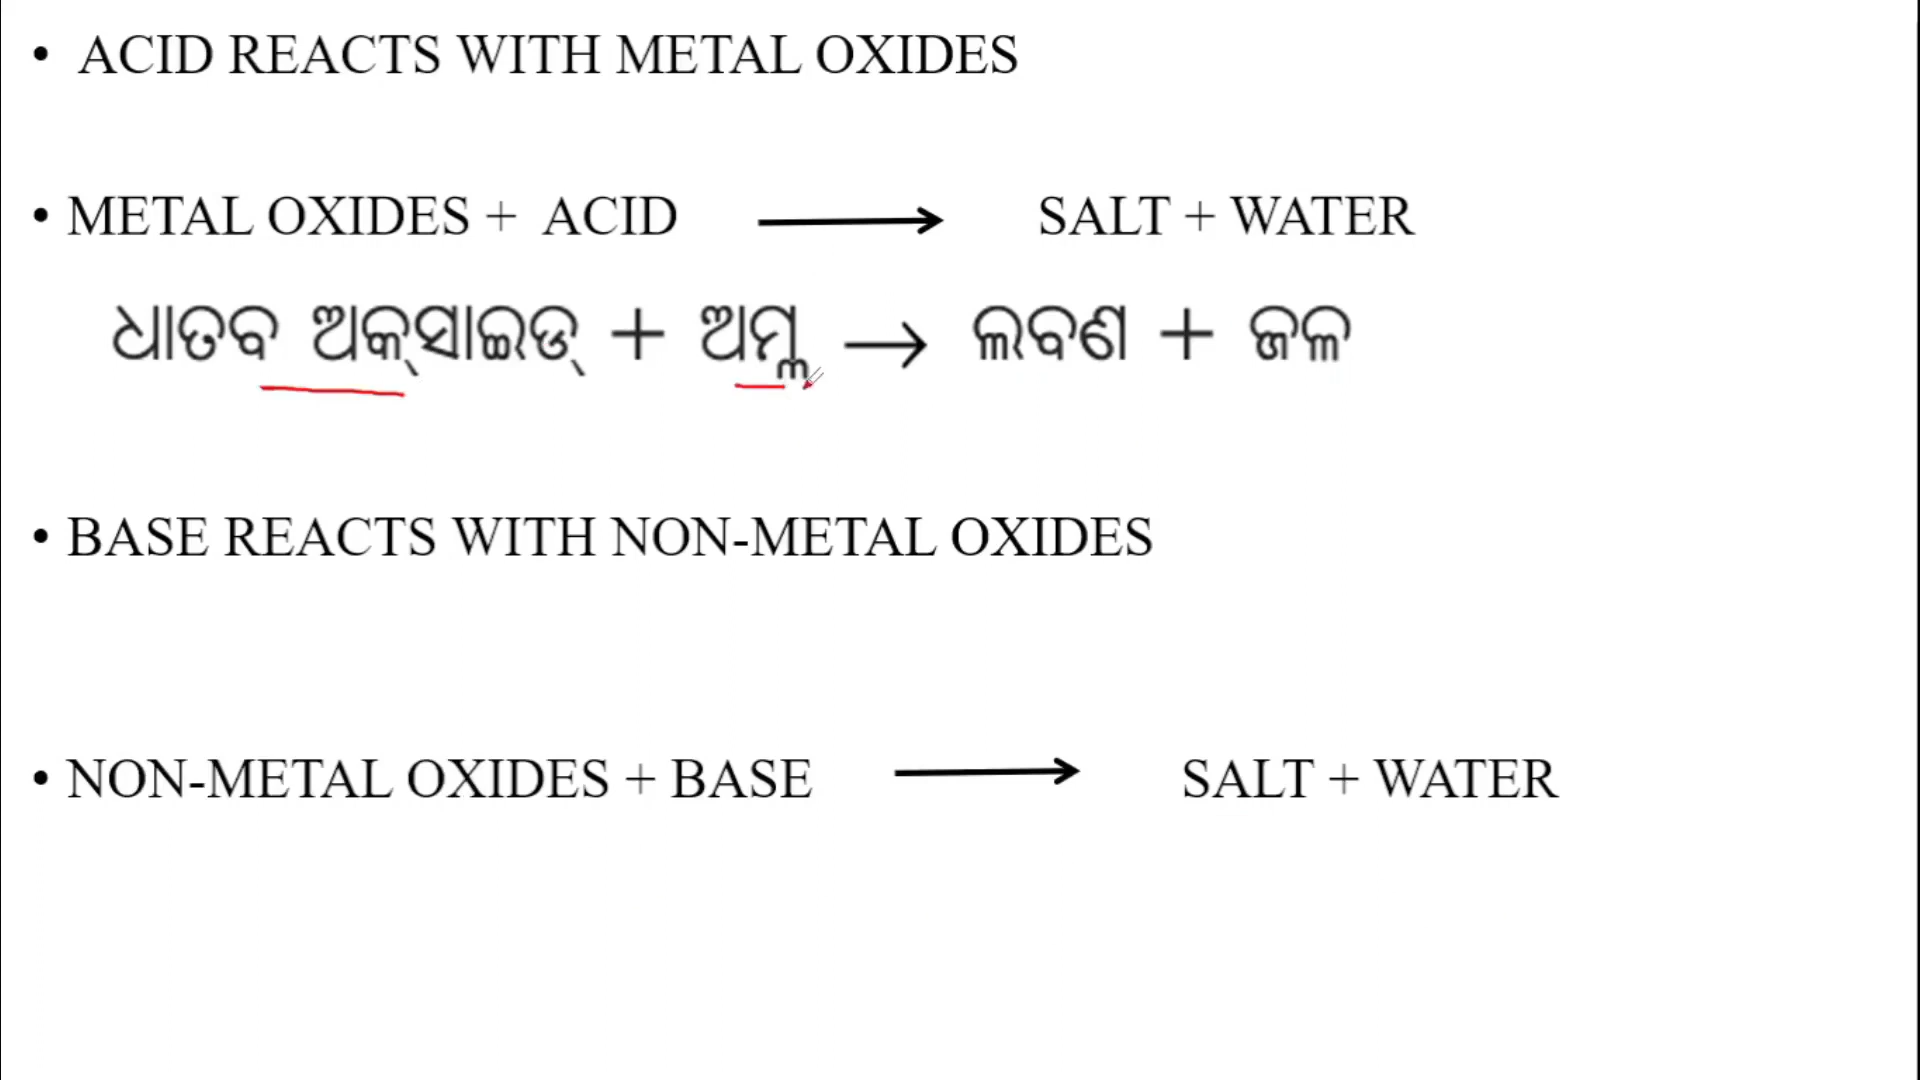 • ACID REACTS WITH METAL OXIDES
• METAL OXIDES + ACID ⟶ SALT + WATER
ଧାତବ ଅକ୍‌ସାଇଡ୍ + ଅମ୍ଳ → ଲବଣ + ଜଳ
• BASE REACTS WITH NON-METAL OXIDES
• NON-METAL OXIDES + BASE ⟶ SALT + WATER